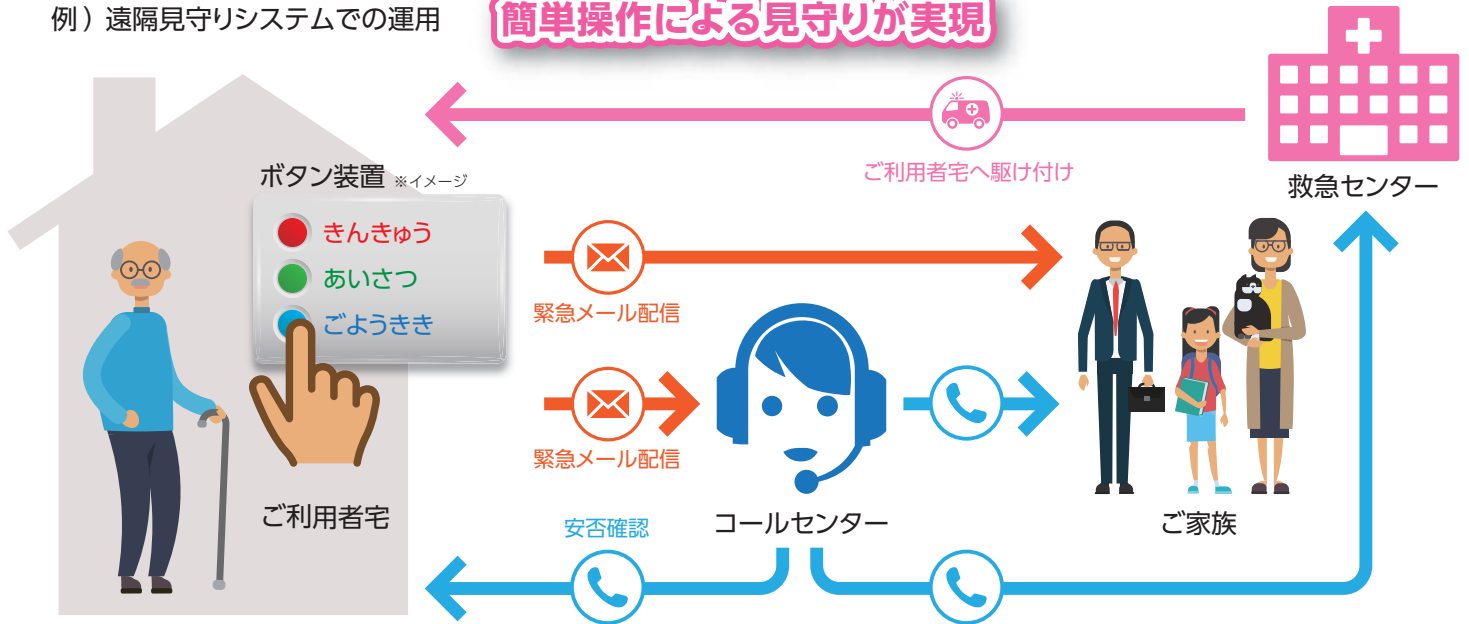 例）遠隔見守りシステムでの運用
簡単操作による見守りが実現
ご利用者宅へ駆け付け
救急センター
ボタン装置 ※イメージ
きんきゅう
あいさつ
ごようきき
緊急メール配信
緊急メール配信
ご利用者宅
安否確認
コールセンター
ご家族